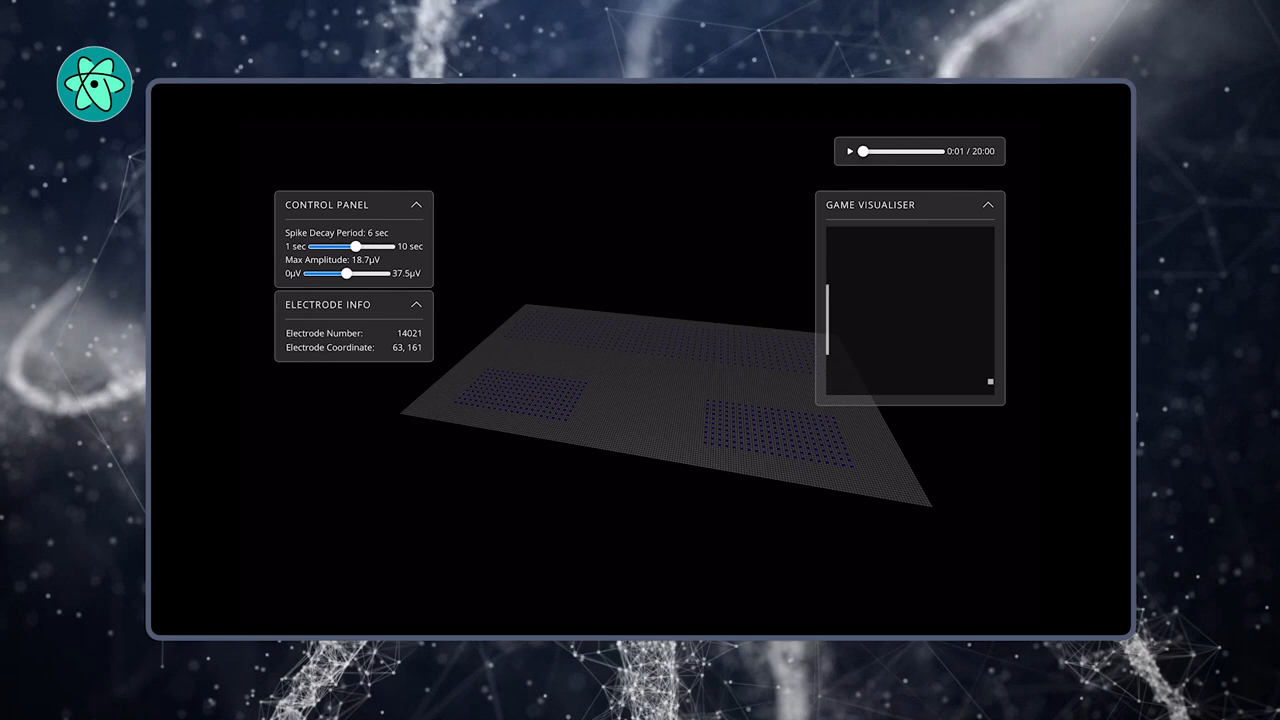 0:01 / 20:00
CONTROL PANEL
Spike Decay Period: 6 sec
1 sec 10 sec
Max Amplitude: 18.7µV
0µV 37.5µV
ELECTRODE INFO
Electrode Number: 14021
Electrode Coordinate: 63, 161
GAME VISUALISER